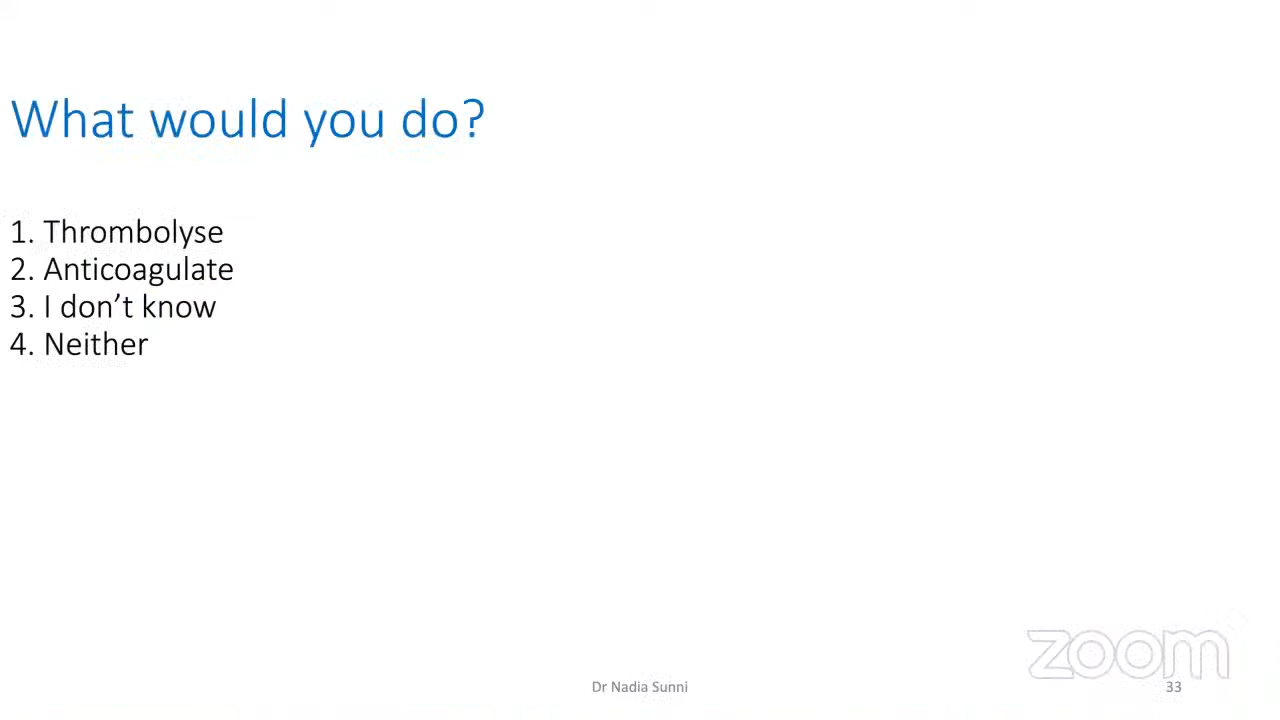 What would you do?
1. Thrombolyse
2. Anticoagulate
3. I don’t know
4. Neither
zoom
Dr Nadia Sunni
33